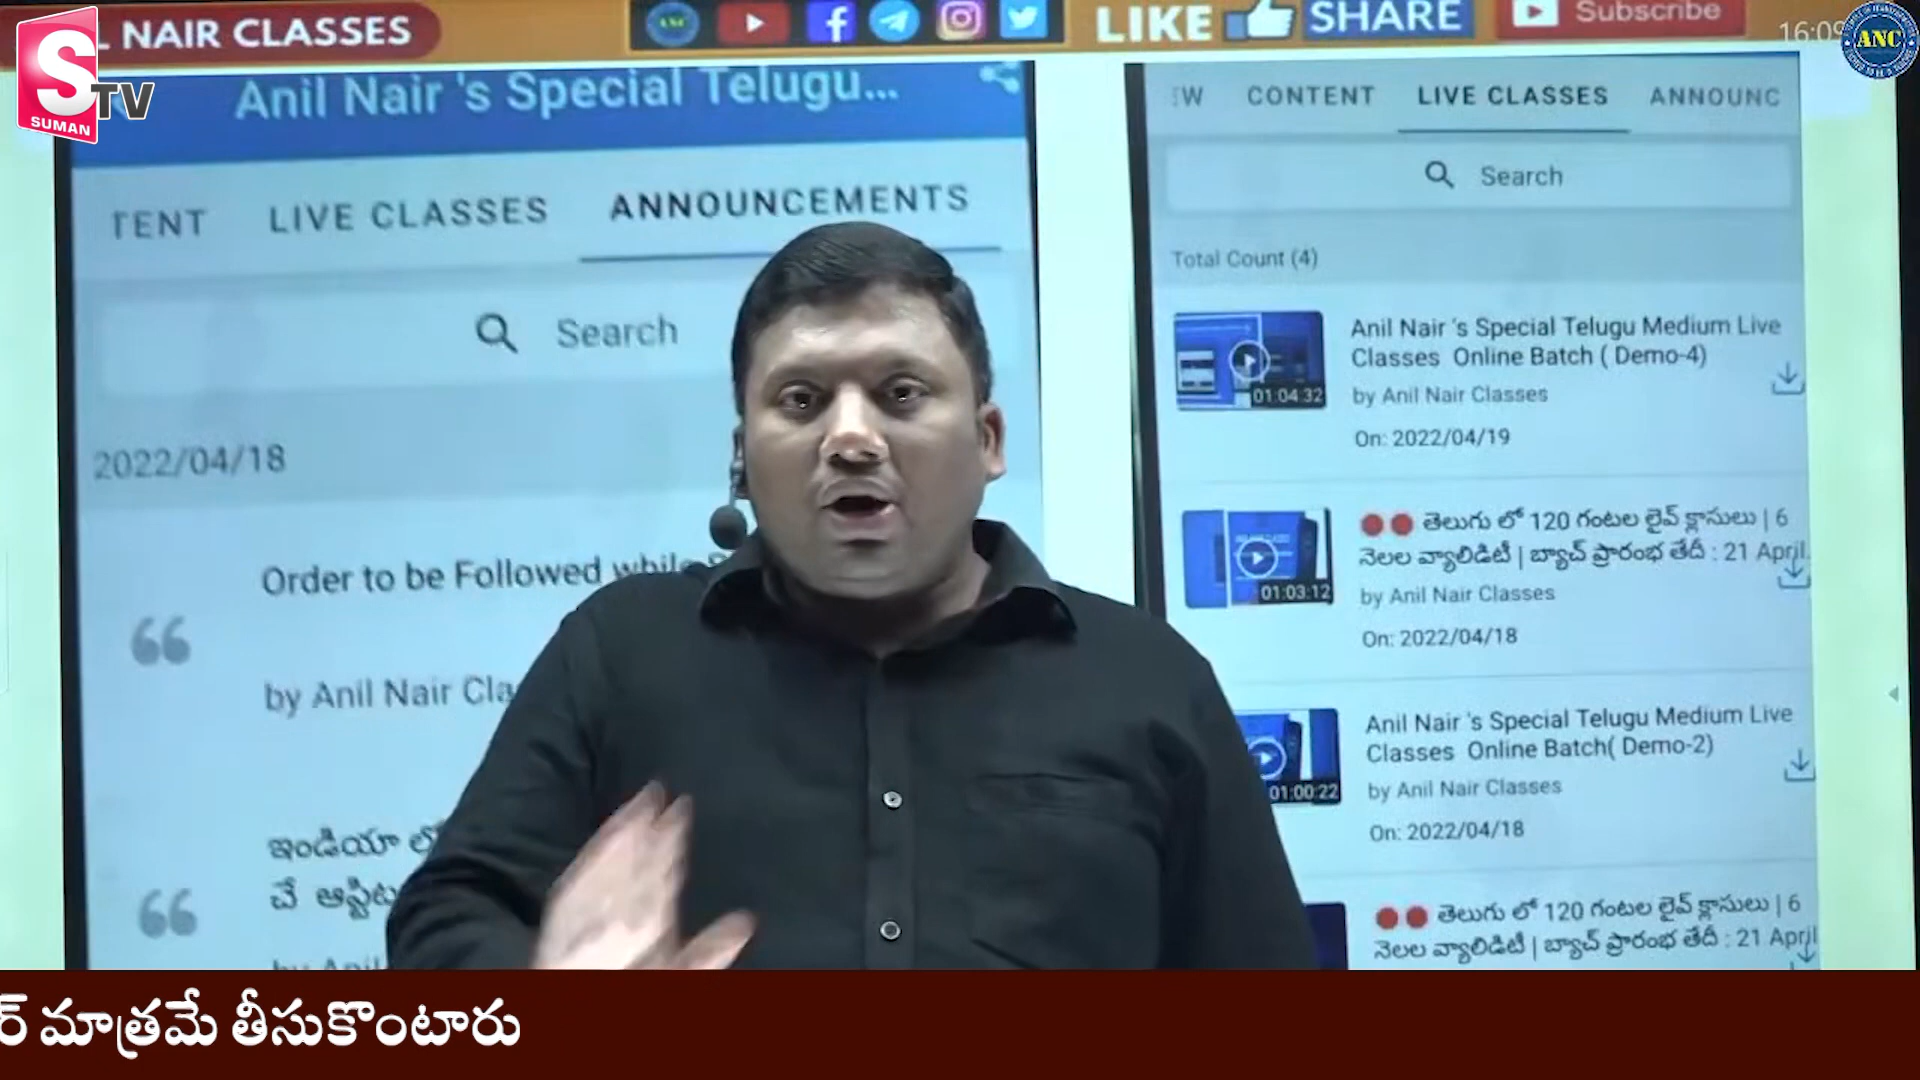 L NAIR CLASSES
LIKE SHARE Subscribe
ANC
S TV
SUMAN
Anil Nair 's Special Telugu...
TENT LIVE CLASSES ANNOUNCEMENTS
Search
2022/04/18
Order to be Followed while
by Anil Nair Cla
ఇండియా
చే
CONTENT LIVE CLASSES ANNOUNC
Search
Total Count (4)
Anil Nair 's Special Telugu Medium Live
Classes Online Batch ( Demo-4)
01:04:32
by Anil Nair Classes
On: 2022/04/19
తెలుగు లో 120 గంటల లైవ్ క్లాసులు | 6
నెలల వ్యాలిడిటీ | బ్యాచ్ ప్రారంభ తేదీ : 21 April
01:03:12
by Anil Nair Classes
On: 2022/04/18
Anil Nair 's Special Telugu Medium Live
Classes Online Batch( Demo-2)
01:00:22
by Anil Nair Classes
On: 2022/04/18
తెలుగు లో 120 గంటల లైవ్ క్లాసులు | 6
నెలల వ్యాలిడిటీ | బ్యాచ్ ప్రారంభ తేదీ : 21 April
మాత్రమే తీసుకొంటారు